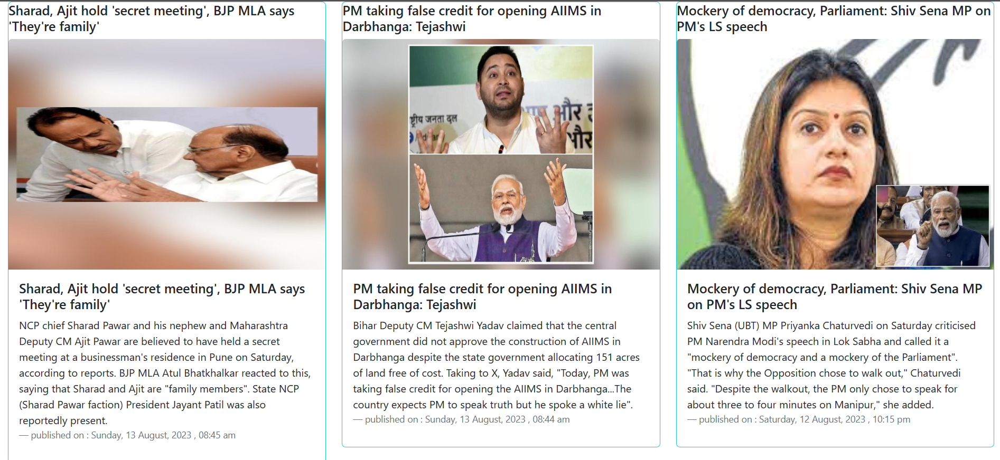 Sharad, Ajit hold 'secret meeting', BJP MLA says
'They're family'
Sharad, Ajit hold 'secret meeting', BJP MLA says
'They're family'
NCP chief Sharad Pawar and his nephew and Maharashtra
Deputy CM Ajit Pawar are believed to have held a secret
meeting at a businessman's residence in Pune on Saturday,
according to reports. BJP MLA Atul Bhatkhalkar reacted to this,
saying that Sharad and Ajit are "family members". State NCP
(Sharad Pawar faction) President Jayant Patil was also
reportedly present.
— published on : Sunday, 13 August, 2023 , 08:45 am
PM taking false credit for opening AIIMS in
Darbhanga: Tejashwi
जनता दल
और
और
PM taking false credit for opening AIIMS in
Darbhanga: Tejashwi
Bihar Deputy CM Tejashwi Yadav claimed that the central
government did not approve the construction of AIIMS in
Darbhanga despite the state government allocating 151 acres
of land free of cost. Taking to X, Yadav said, "Today, PM was
taking false credit for opening the AIIMS in Darbhanga...The
country expects PM to speak truth but he spoke a white lie".
— published on : Sunday, 13 August, 2023 , 08:44 am
Mockery of democracy, Parliament: Shiv Sena MP on
PM's LS speech
Mockery of democracy, Parliament: Shiv Sena MP
on PM's LS speech
Shiv Sena (UBT) MP Priyanka Chaturvedi on Saturday criticised
PM Narendra Modi's speech in Lok Sabha and called it a
"mockery of democracy and a mockery of the Parliament".
"That is why the Opposition chose to walk out," Chaturvedi
said. "Despite the walkout, the PM only chose to speak for
about three to four minutes on Manipur," she added.
— published on : Saturday, 12 August, 2023 , 10:15 pm